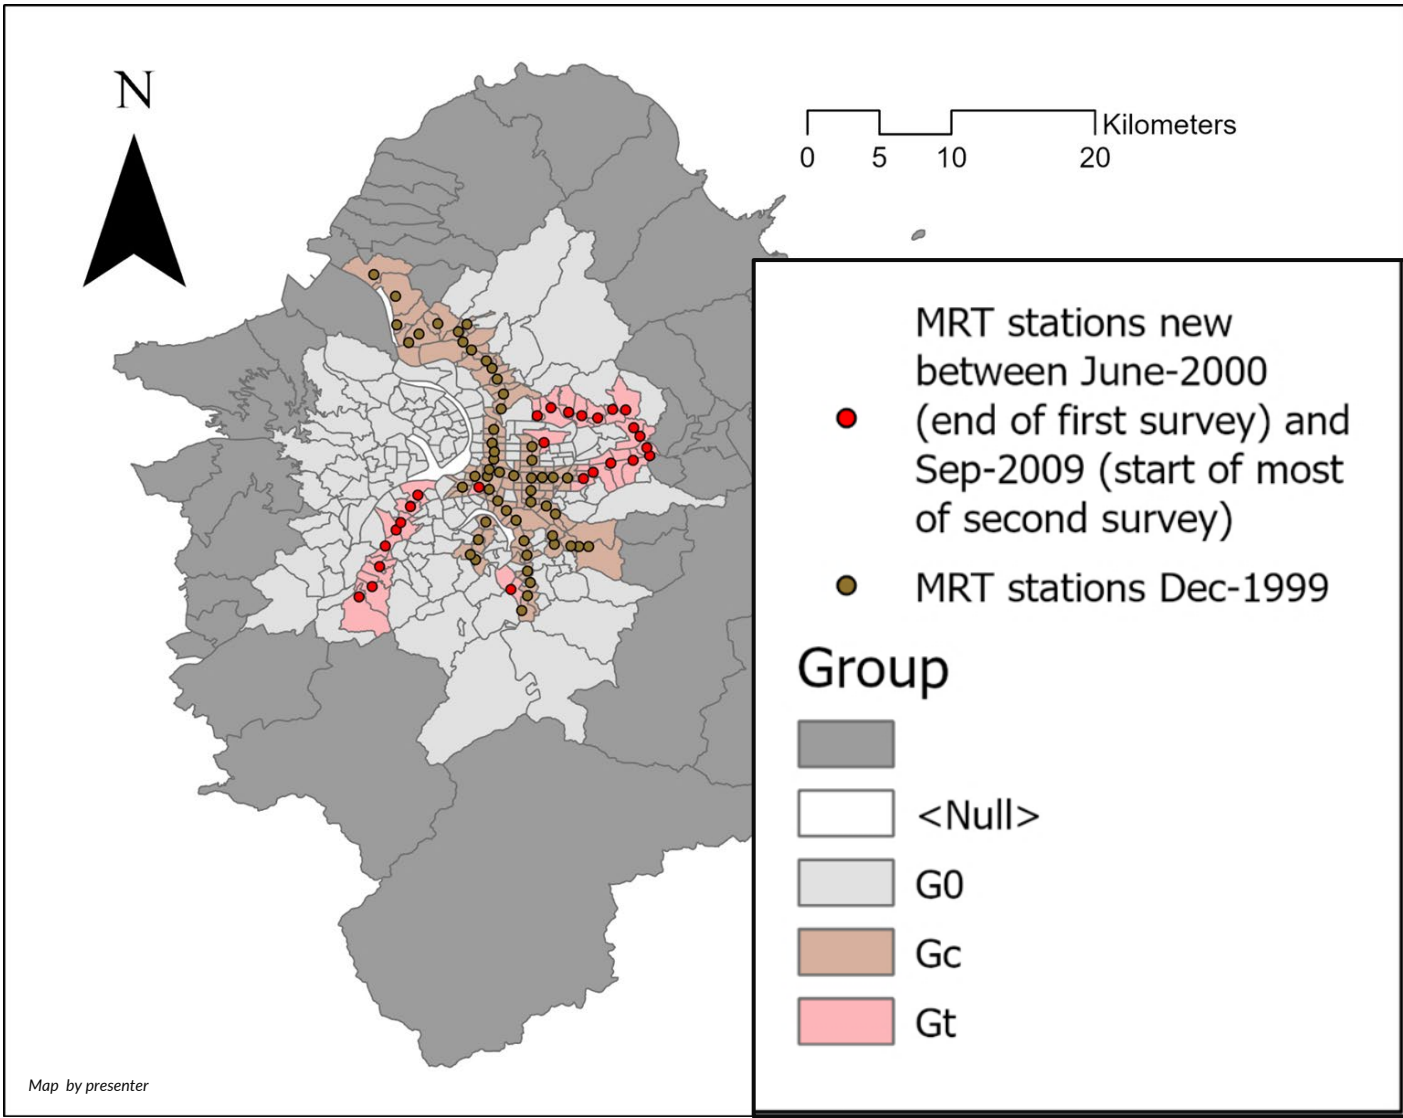 N
Kilometers
0 5 10 20
MRT stations new
between June-2000
(end of first survey) and
Sep-2009 (start of most
of second survey)
MRT stations Dec-1999
Group
<Null>
G0
Gc
Gt
Map by presenter